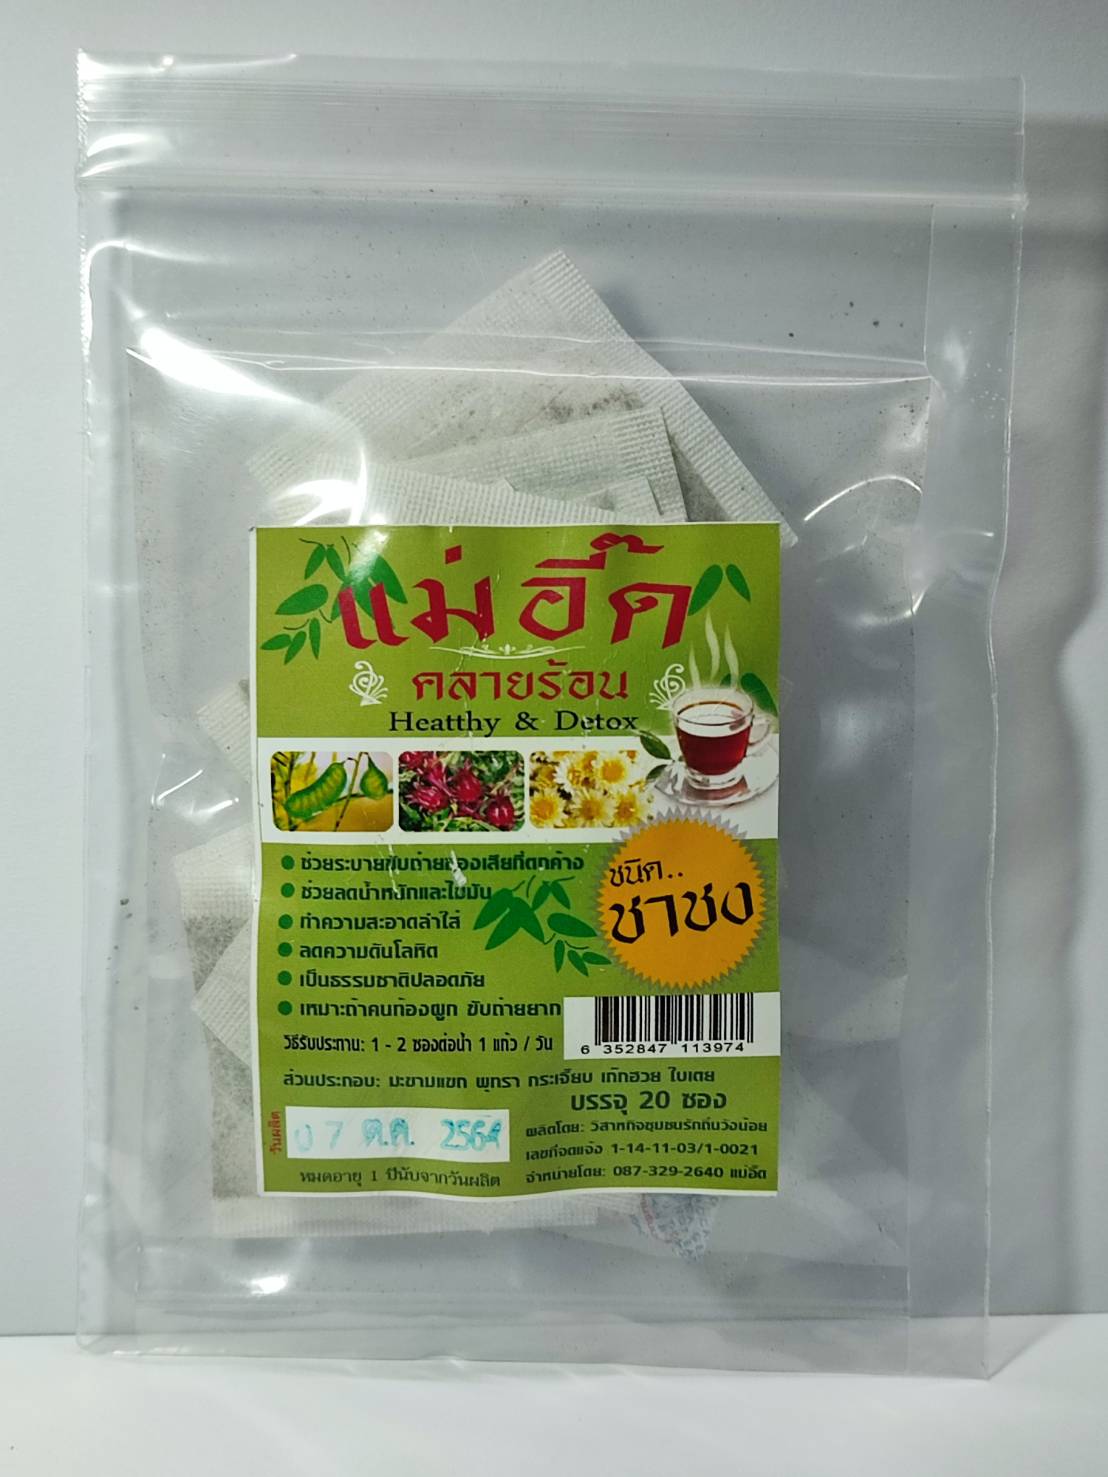 แม่อี๊ด
คลายร้อน
Heatthy & Detox
ช่วยระบายขับถ่ายของเสียที่ตกค้าง
ช่วยลดน้ำหนักและไขมัน
ทำความสะอาดลำใส่
ลดความดันโลหิต
เป็นธรรมชาติปลอดภัย
เหมาะถ้าคนท้องผูก ขับถ่ายยาก
ชนิด..
ชาชง
6 352847 113974
วิธีรับประทาน: 1 - 2 ซองต่อน้ำ 1 แก้ว / วัน
ส่วนประกอบ: มะขามแขก พุทรา กระเจี๊ยบ เก๊กฮวย ใบเตย
บรรจุ 20 ซอง
วันผลิต
07 ต.ค. 2564
หมดอายุ 1 ปีนับจากวันผลิต
ผลิตโดย: วิสาหกิจชุมชนรักถิ่นวังน้อย
เลขที่จดแจ้ง 1-14-11-03/1-0021
จำหน่ายโดย: 087-329-2640 แม่อี๊ด